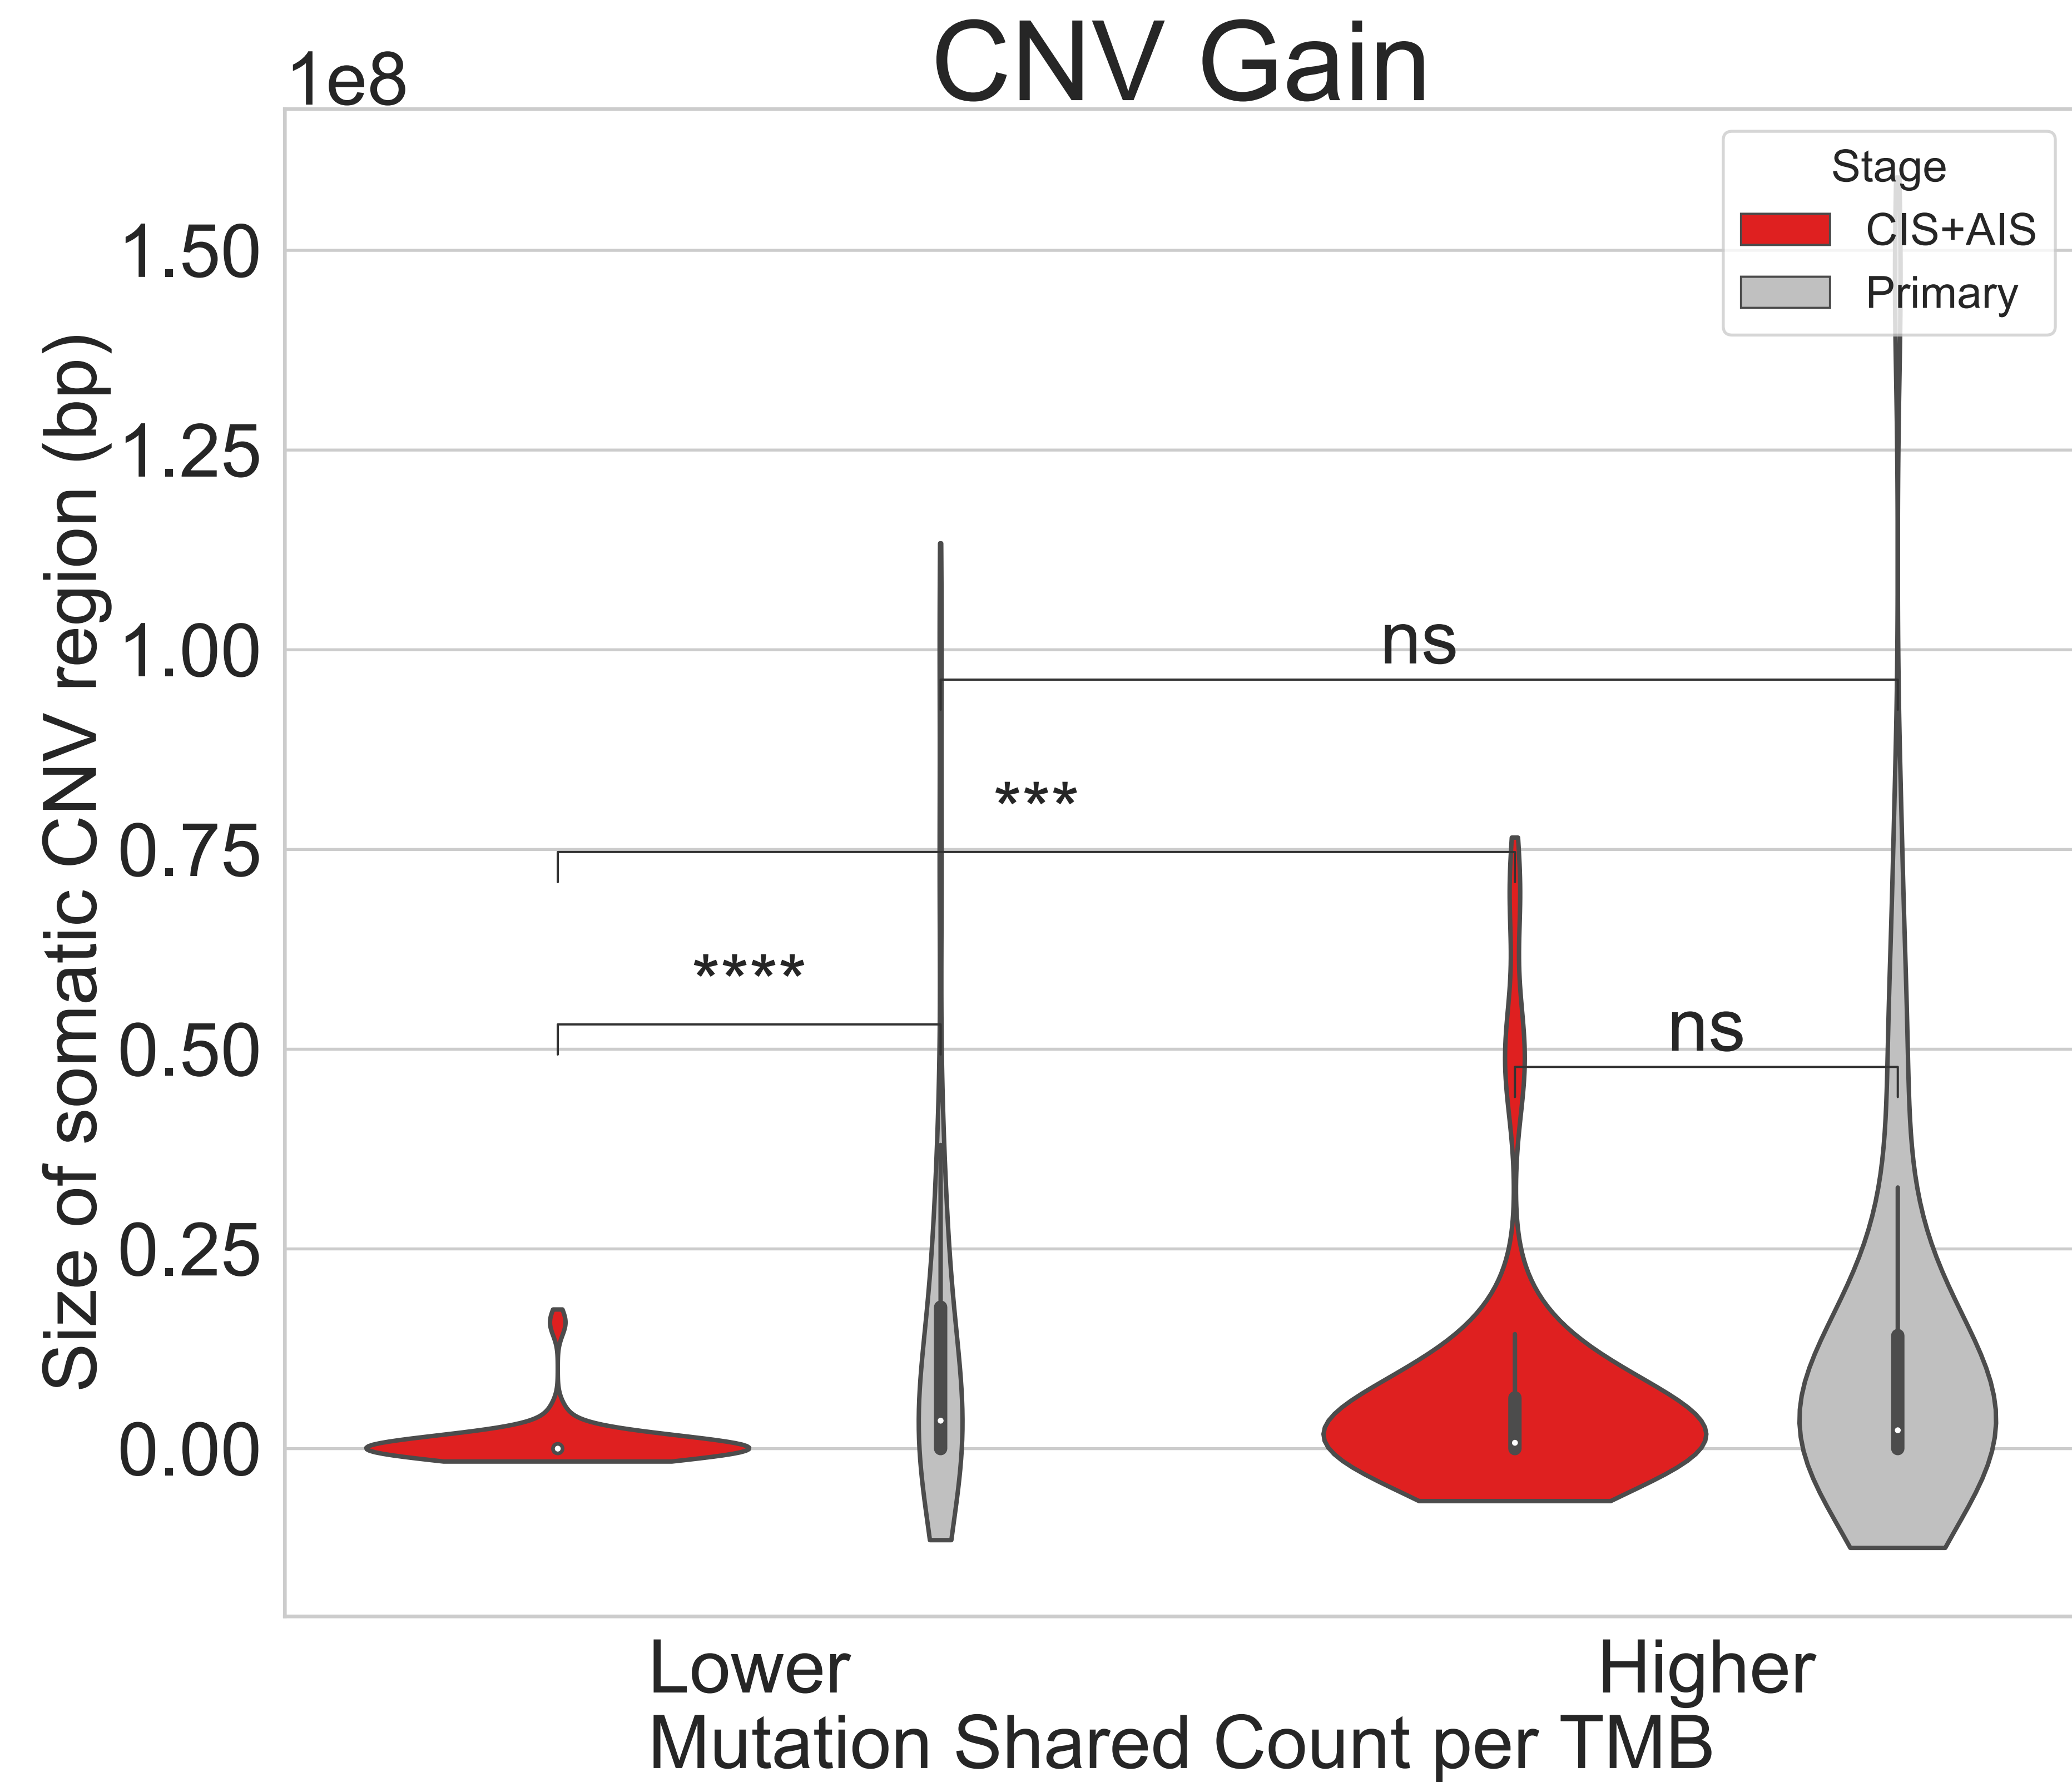 CNV Gain
1e8
Stage
CIS+AIS
Primary
1.50
1.25
1.00
0.75
0.50
0.25
0.00
Size of somatic CNV region (bp)
ns
***
****
ns
Lower
Higher
Mutation Shared Count per TMB